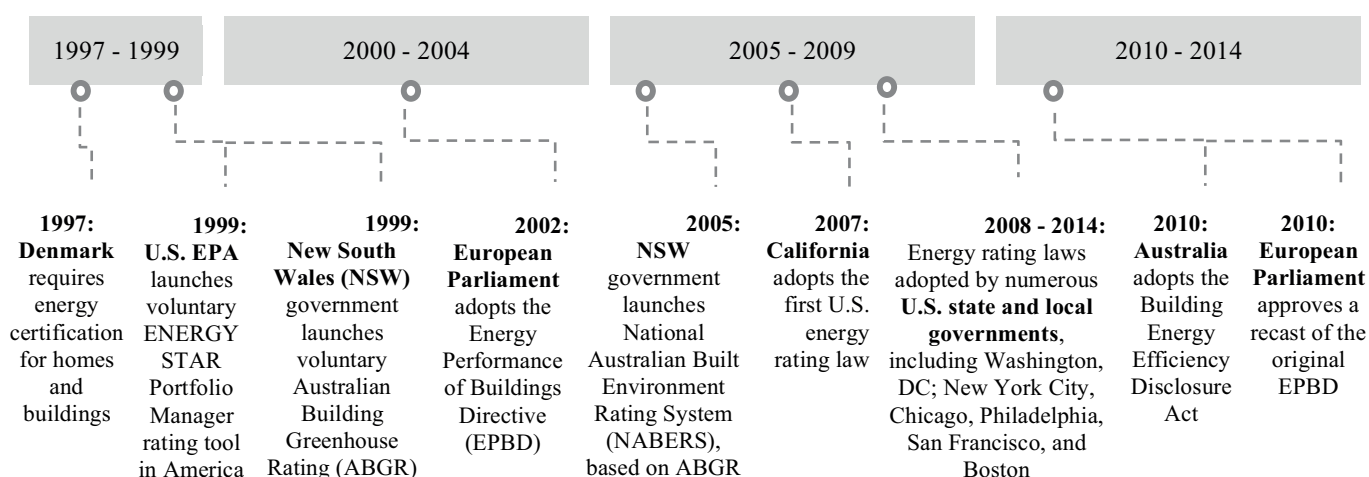 1997 - 1999
2000 - 2004
2005 - 2009
2010 - 2014
1997:
Denmark
requires
energy
certification
for homes
and
buildings
1999:
U.S. EPA
launches
voluntary
ENERGY
STAR
Portfolio
Manager
rating tool
in America
1999:
New South
Wales (NSW)
government
launches
voluntary
Australian
Building
Greenhouse
Rating (ABGR)
2002:
European
Parliament
adopts the
Energy
Performance
of Buildings
Directive
(EPBD)
2005:
NSW
government
launches
National
Australian Built
Environment
Rating System
(NABERS),
based on ABGR
2007:
California
adopts the
first U.S.
energy
rating law
2008 - 2014:
Energy rating laws
adopted by numerous
U.S. state and local
governments,
including Washington,
DC; New York City,
Chicago, Philadelphia,
San Francisco, and
Boston
2010:
Australia
adopts the
Building
Energy
Efficiency
Disclosure
Act
2010:
European
Parliament
approves a
recast of the
original
EPBD